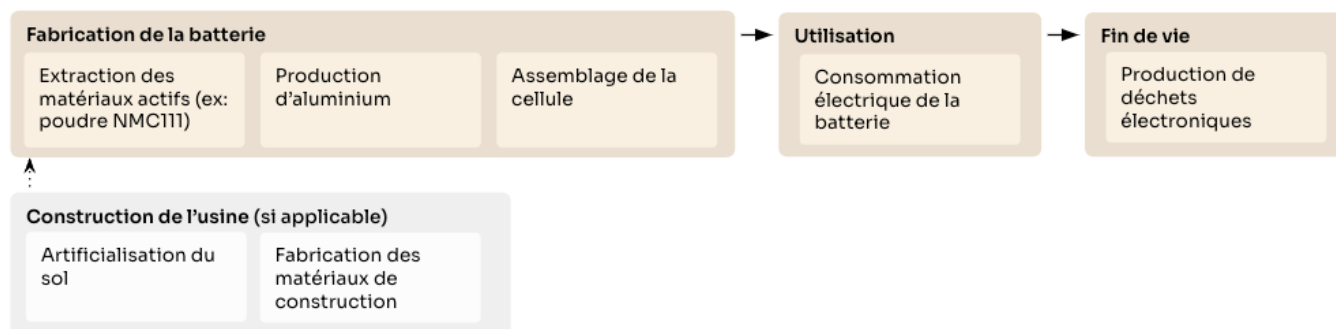 Fabrication de la batterie
Extraction des
matériaux actifs (ex:
poudre NMC111)
Production
d'aluminium
Assemblage de la
cellule
Utilisation
Consommation
électrique de la
batterie
Fin de vie
Production de
déchets
électroniques
Construction de l'usine (si applicable)
Artificialisation du
sol
Fabrication des
matériaux de
construction